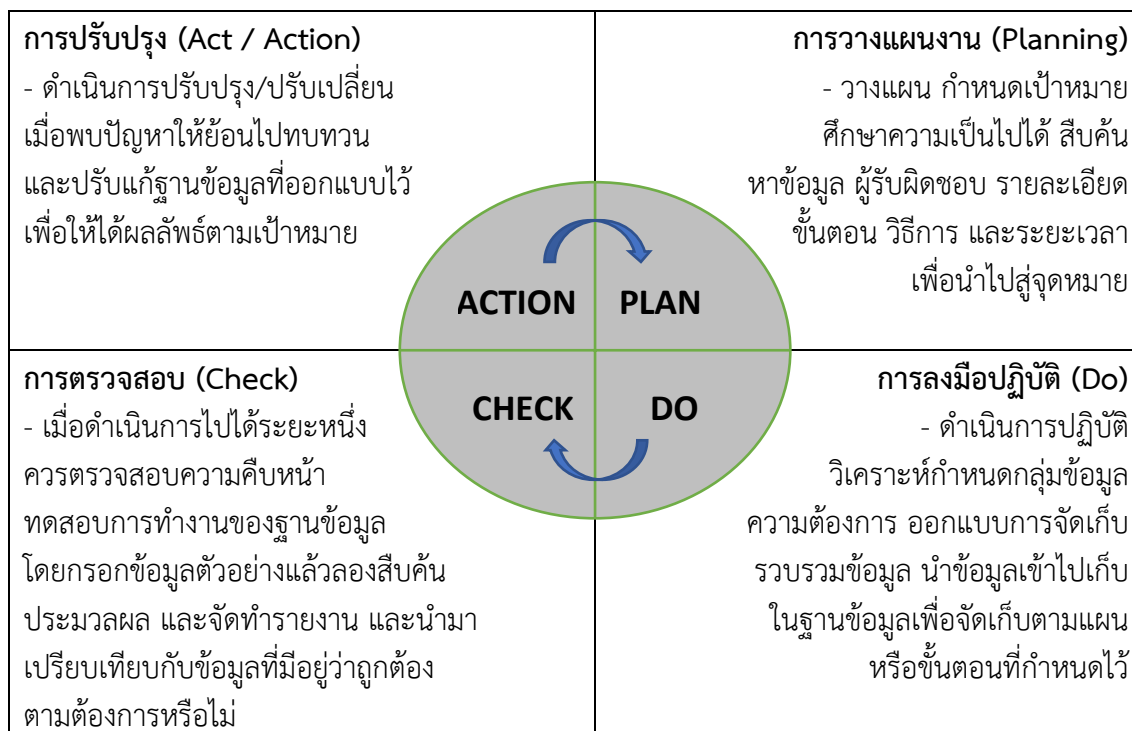 การปรับปรุง (Act / Action)
- ดำเนินการปรับปรุง/ปรับเปลี่ยน
เมื่อพบปัญหาให้ย้อนไปทบทวน
และปรับแก้ฐานข้อมูลที่ออกแบบไว้
เพื่อให้ได้ผลลัพธ์ตามเป้าหมาย
การวางแผนงาน (Planning)
- วางแผน กำหนดเป้าหมาย
ศึกษาความเป็นไปได้ สืบค้น
หาข้อมูล ผู้รับผิดชอบ รายละเอียด
ขั้นตอน วิธีการ และระยะเวลา
เพื่อนำไปสู่จุดหมาย
ACTION
PLAN
CHECK
DO
การตรวจสอบ (Check)
- เมื่อดำเนินการไปได้ระยะหนึ่ง
ควรตรวจสอบความคืบหน้า
ทดสอบการทำงานของฐานข้อมูล
โดยกรอกข้อมูลตัวอย่างแล้วลองสืบค้น
ประมวลผล และจัดทำรายงาน และนำมา
เปรียบเทียบกับข้อมูลที่มีอยู่ว่าถูกต้อง
ตามต้องการหรือไม่
การลงมือปฏิบัติ (Do)
- ดำเนินการปฏิบัติ
วิเคราะห์กำหนดกลุ่มข้อมูล
ความต้องการ ออกแบบการจัดเก็บ
รวบรวมข้อมูล นำข้อมูลเข้าไปเก็บ
ในฐานข้อมูลเพื่อจัดเก็บตามแผน
หรือขั้นตอนที่กำหนดไว้